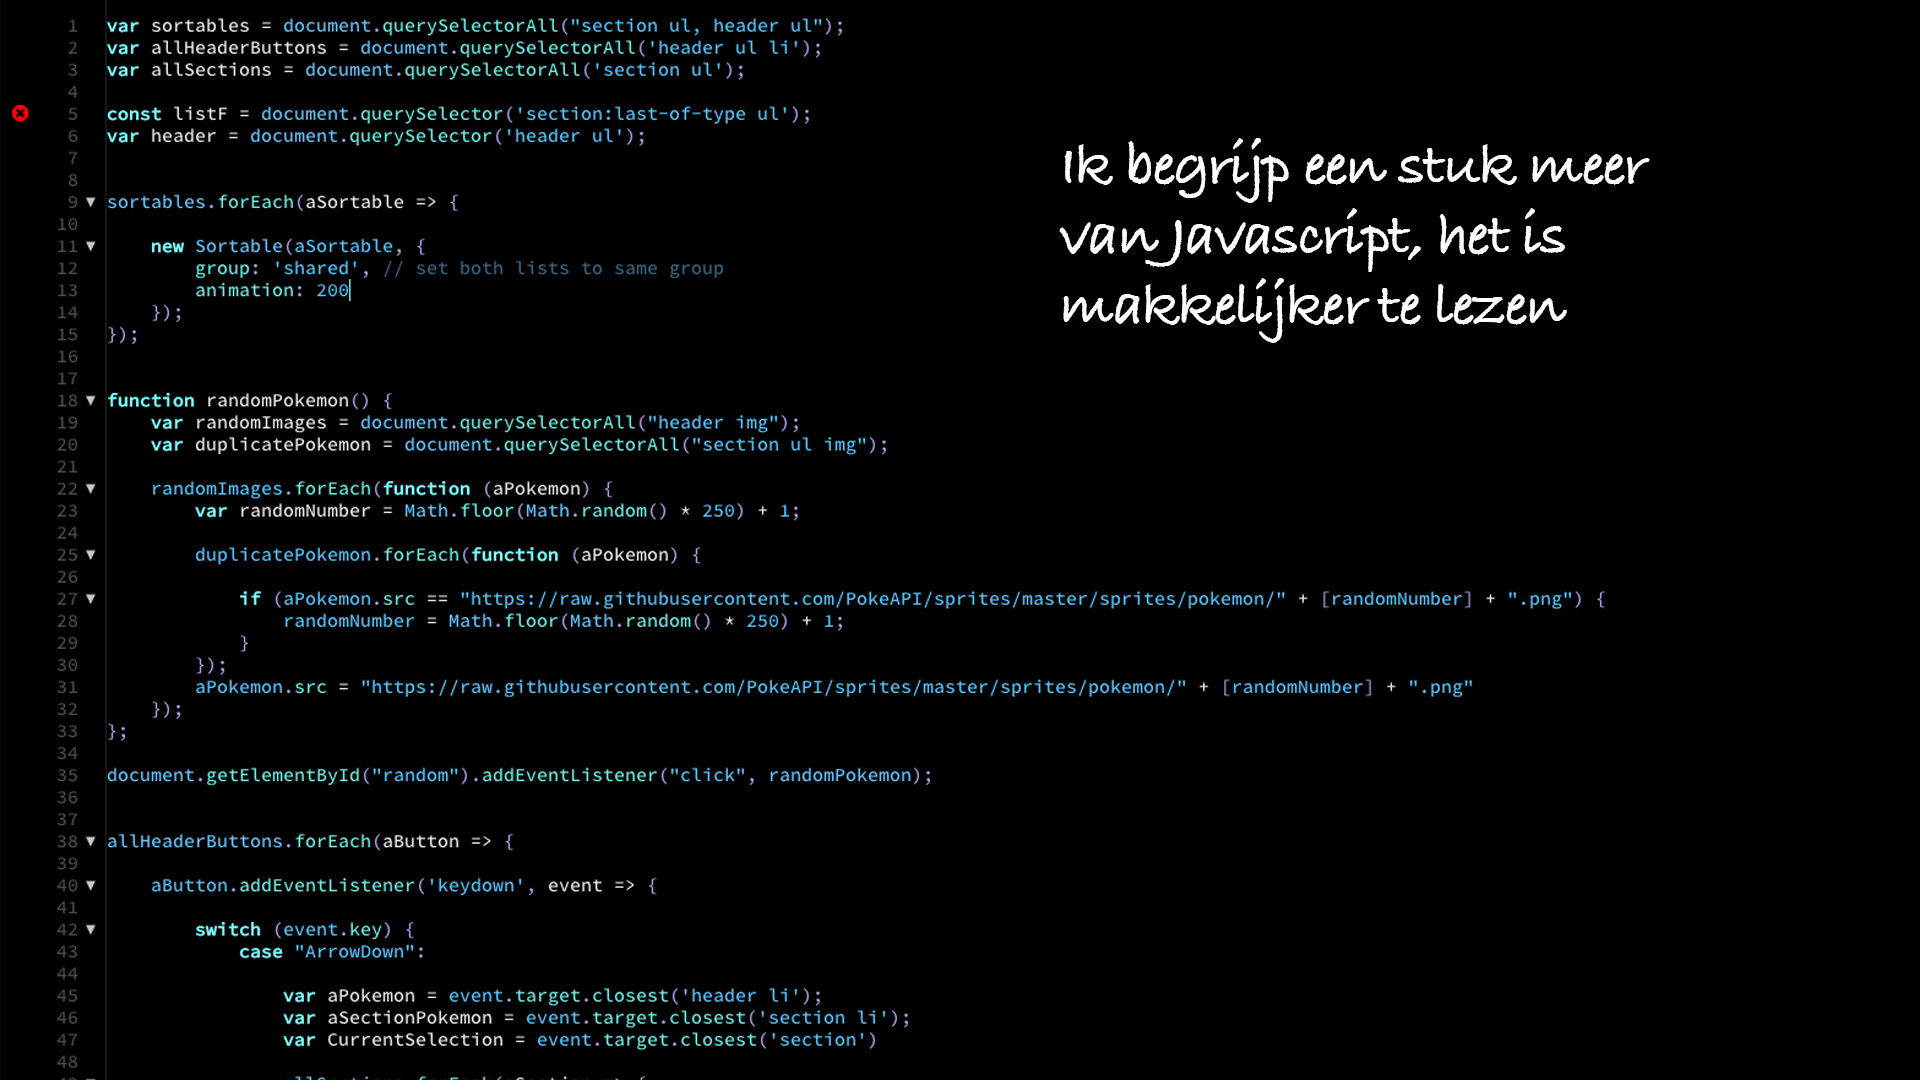 1 var sortables = document.querySelectorAll("section ul, header ul");
2 var allHeaderButtons = document.querySelectorAll('header ul li');
3 var allSections = document.querySelectorAll('section ul');
4
5 const listF = document.querySelector('section:last-of-type ul');
6 var header = document.querySelector('header ul');
7
8
9 ▼ sortables.forEach(aSortable => {
10
11 ▼ new Sortable(aSortable, {
12 group: 'shared', // set both lists to same group
13 animation: 200
14 });
15 });
16
17
18 ▼ function randomPokemon() {
19 var randomImages = document.querySelectorAll("header img");
20 var duplicatePokemon = document.querySelectorAll("section ul img");
21
22 ▼ randomImages.forEach(function (aPokemon) {
23 var randomNumber = Math.floor(Math.random() * 250) + 1;
24
25 ▼ duplicatePokemon.forEach(function (aPokemon) {
26
27 ▼ if (aPokemon.src == "https://raw.githubusercontent.com/PokeAPI/sprites/master/sprites/pokemon/" + [randomNumber] + ".png") {
28 randomNumber = Math.floor(Math.random() * 250) + 1;
29 }
30 });
31 aPokemon.src = "https://raw.githubusercontent.com/PokeAPI/sprites/master/sprites/pokemon/" + [randomNumber] + ".png"
32 });
33 };
34
35 document.getElementById("random").addEventListener("click", randomPokemon);
36
37
38 ▼ allHeaderButtons.forEach(aButton => {
39
40 ▼ aButton.addEventListener('keydown', event => {
41
42 ▼ switch (event.key) {
43 case "ArrowDown":
44
45 var aPokemon = event.target.closest('header li');
46 var aSectionPokemon = event.target.closest('section li');
47 var CurrentSelection = event.target.closest('section')
48
Ik begrijp een stuk meer
van Javascript, het is
makkelijker te lezen